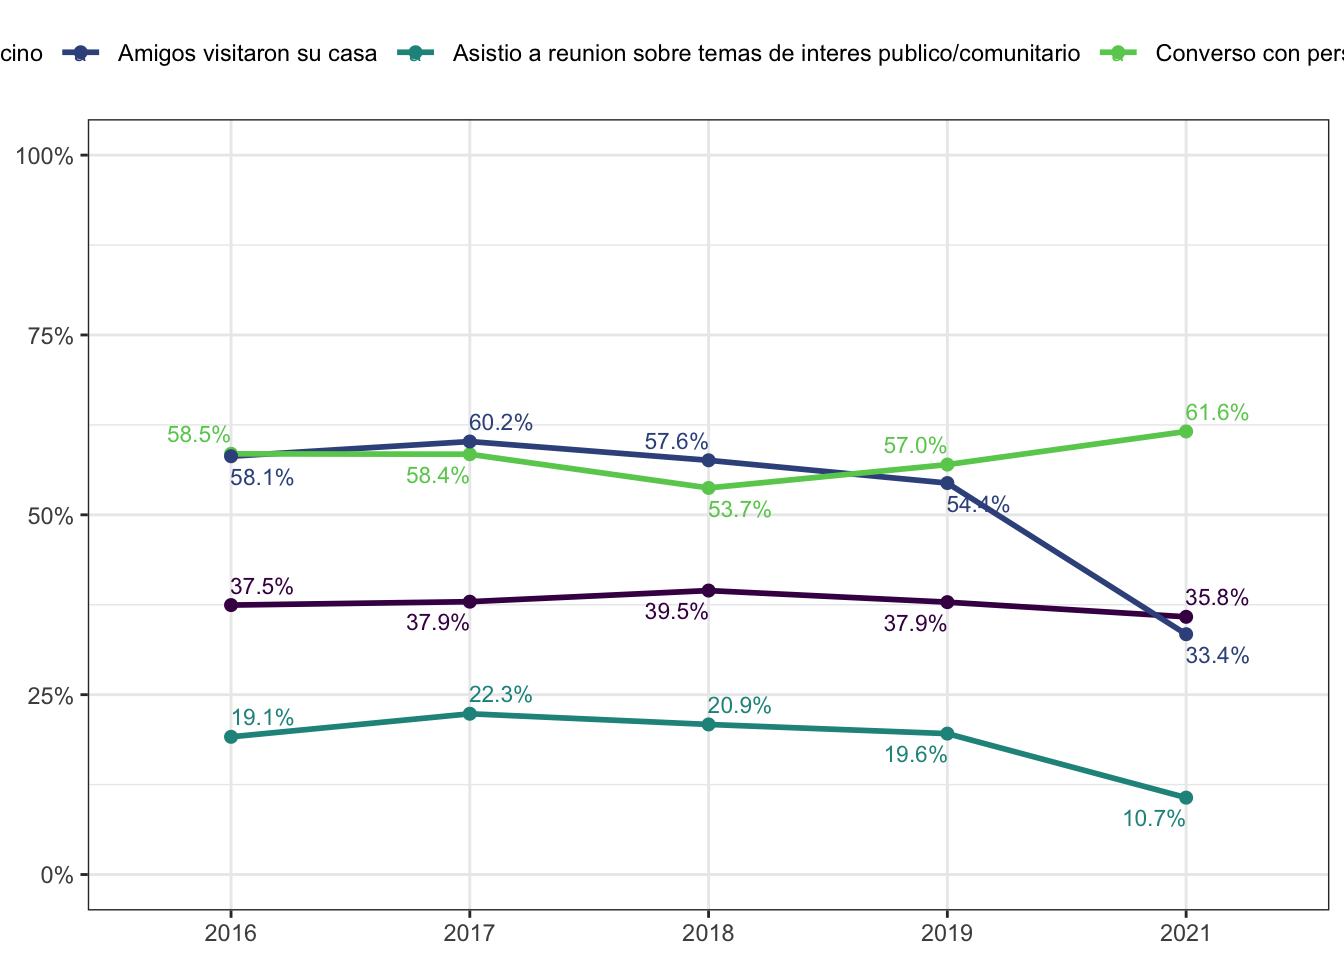 cino Amigos visitaron su casa Asistio a reunion sobre temas de interes publico/comunitario Converso con pers
100%
75%
61.6%
60.2%
58.5% 57.6% 57.0%
58.1% 58.4% 53.7% 54.4%
50%
37.5% 35.8%
37.9% 39.5% 37.9%
33.4%
25%
22.3%
19.1% 20.9%
19.6%
10.7%
0%
2016 2017 2018 2019 2021